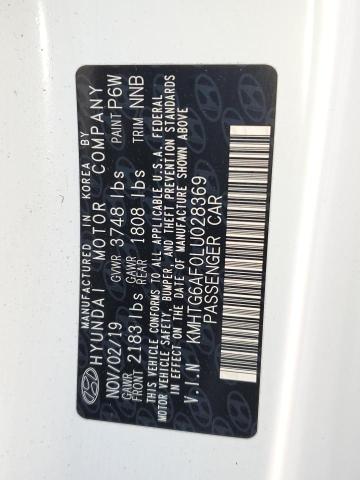 MANUFACTURED IN KOREA BY
HYUNDAI MOTOR COMPANY
NOV/02/19 GVWR 3748 lbs PAINT P6W
GAWR FRONT 2183 lbs GAWR REAR 1808 lbs TRIM NNB
THIS VEHICLE CONFORMS TO ALL APPLICABLE U.S.A. FEDERAL
MOTOR VEHICLE SAFETY, BUMPER, AND THEFT PREVENTION STANDARDS
IN EFFECT ON THE DATE OF MANUFACTURE SHOWN ABOVE
V.I.N KMHTG6AF0LU028369
PASSENGER CAR